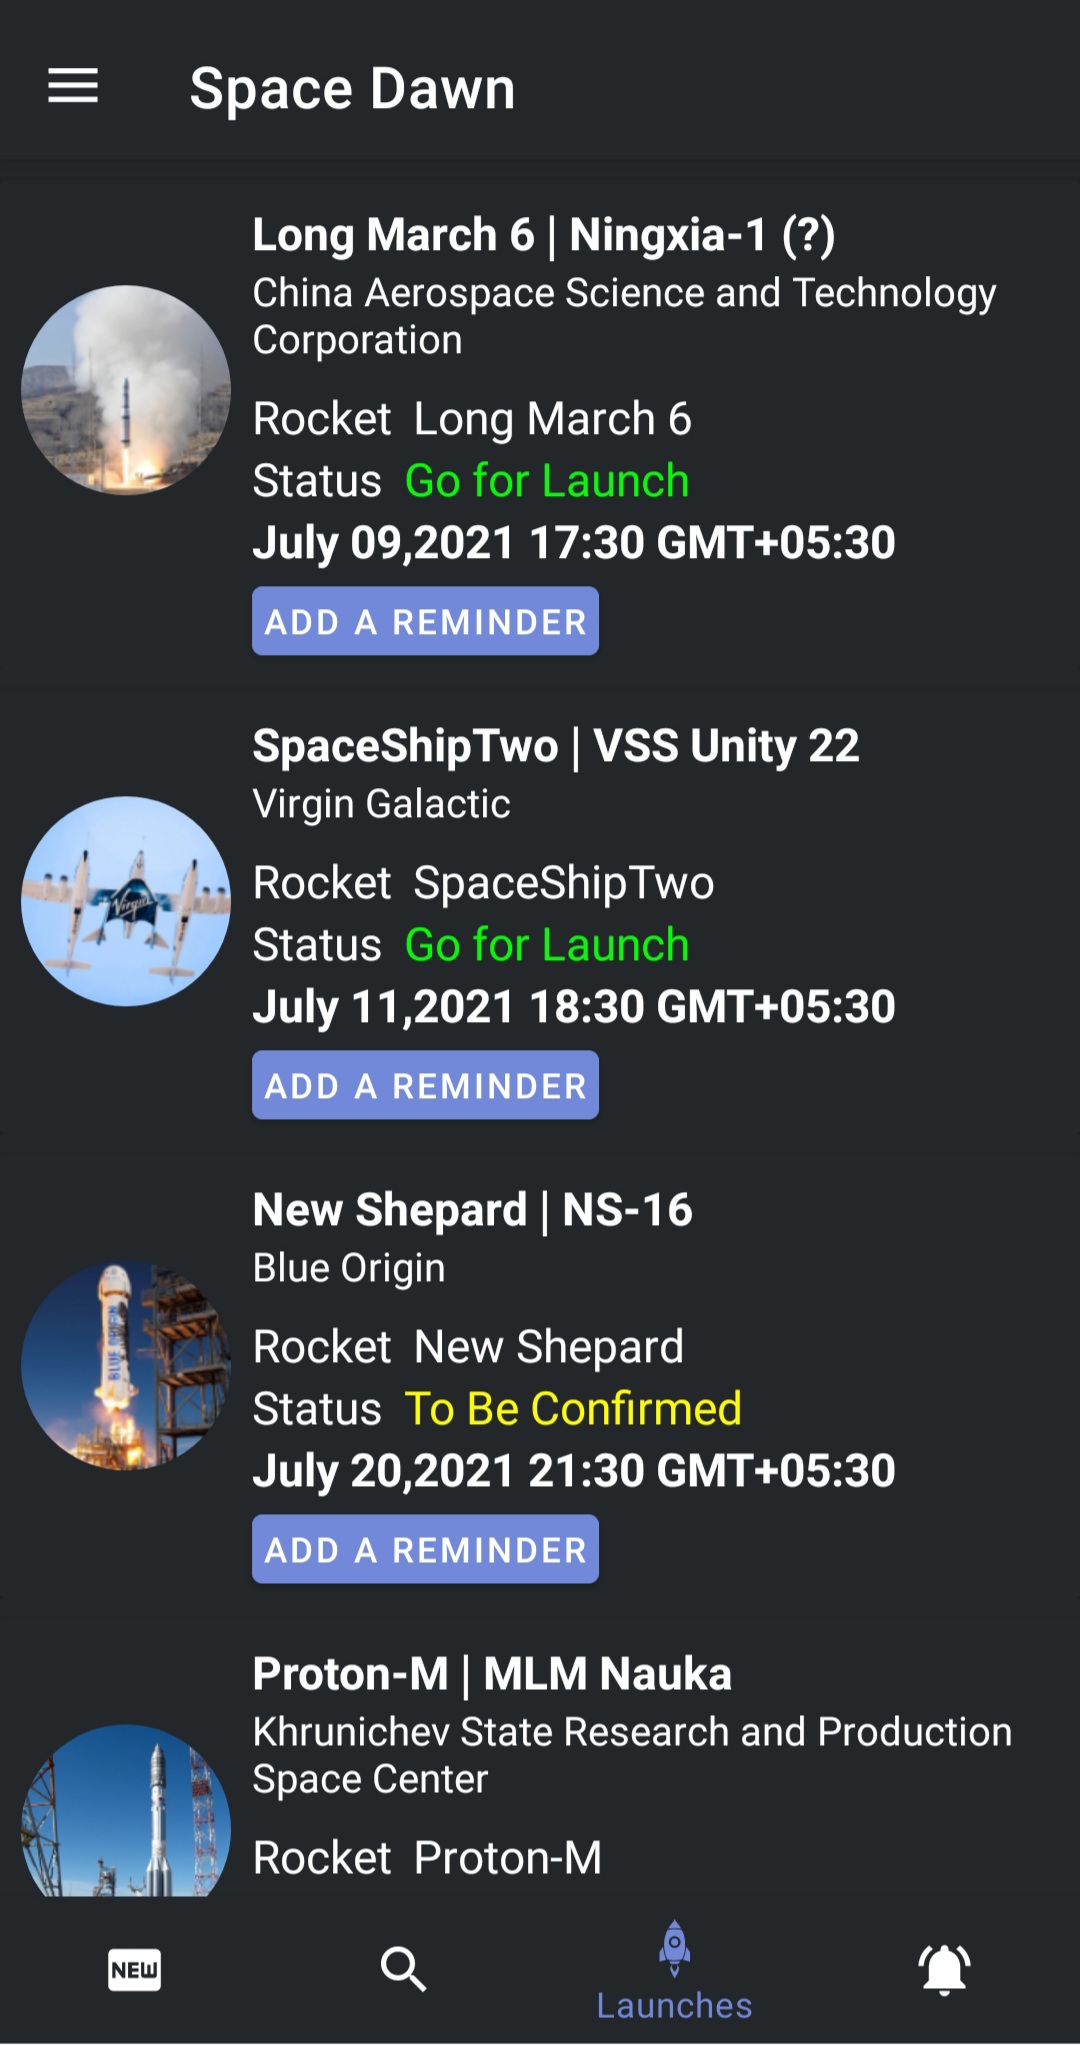 Space Dawn
Long March 6 | Ningxia-1 (?)
China Aerospace Science and Technology
Corporation
Rocket Long March 6
Status Go for Launch
July 09,2021 17:30 GMT+05:30
ADD A REMINDER
SpaceShipTwo | VSS Unity 22
Virgin Galactic
Virgin
Rocket SpaceShipTwo
Status Go for Launch
July 11,2021 18:30 GMT+05:30
ADD A REMINDER
New Shepard | NS-16
Blue Origin
BLUE ORIGIN
Rocket New Shepard
Status To Be Confirmed
July 20,2021 21:30 GMT+05:30
ADD A REMINDER
Proton-M | MLM Nauka
Khrunichev State Research and Production
Space Center
Rocket Proton-M
NEW
Launches